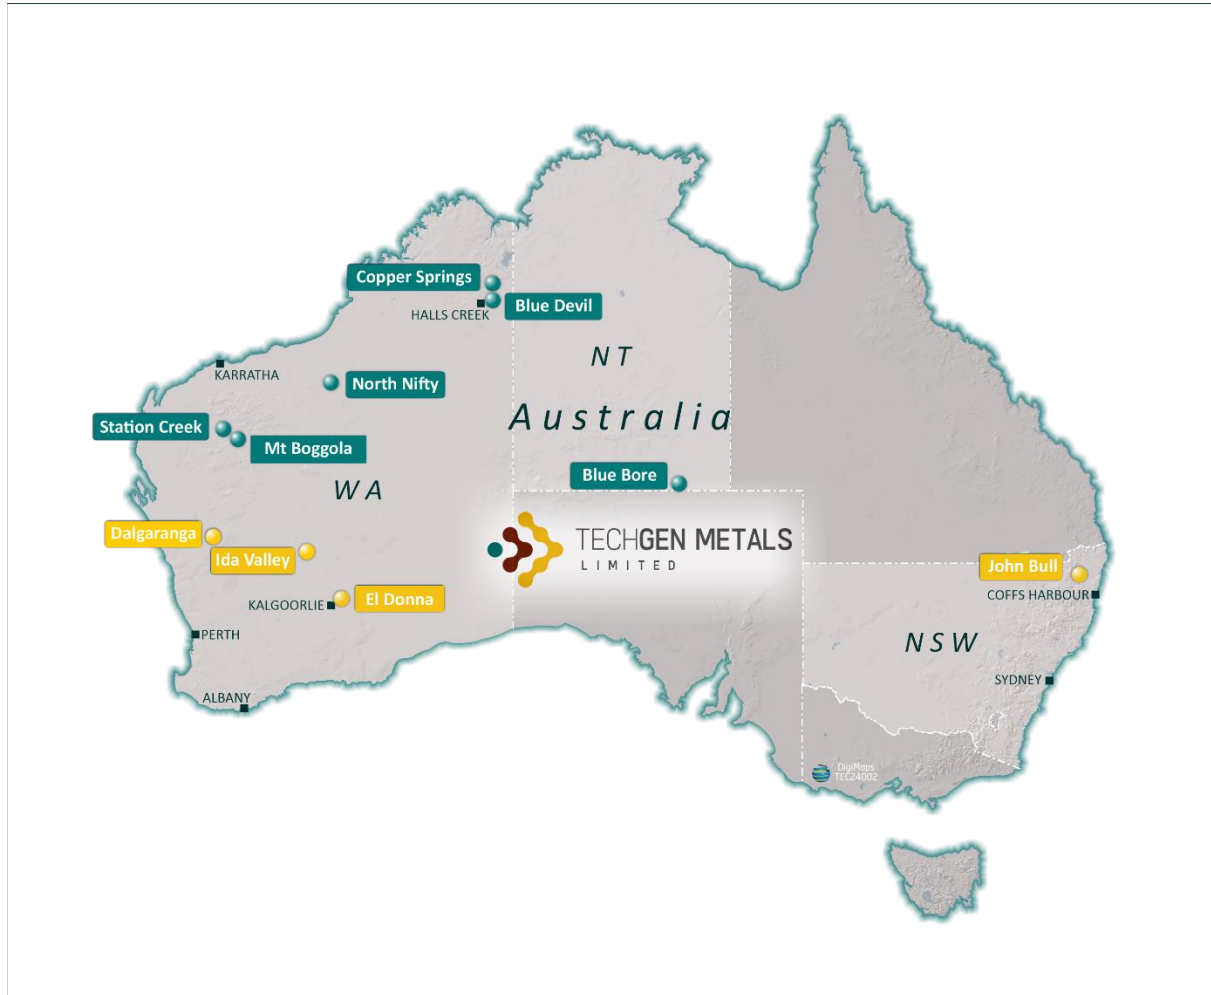 Copper Springs
Blue Devil
HALLS CREEK
NT
KARRATHA
North Nifty
Australia
Station Creek
Mt Boggola
Blue Bore
WA
Dalgaranga
Ida Valley
TECHGEN METALS
LIMITED
John Bull
COFFS HARBOUR
KALGOORLIE
El Donna
PERTH
NSW
SYDNEY
ALBANY
DigiMaps
TEC24002